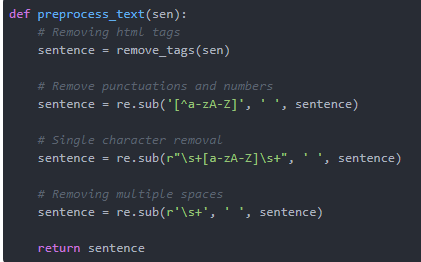 def preprocess_text(sen):
    # Removing html tags
    sentence = remove_tags(sen)

    # Remove punctuations and numbers
    sentence = re.sub('[^a-zA-Z]', ' ', sentence)

    # Single character removal
    sentence = re.sub(r"\s+[a-zA-Z]\s+", ' ', sentence)

    # Removing multiple spaces
    sentence = re.sub(r'\s+', ' ', sentence)

    return sentence